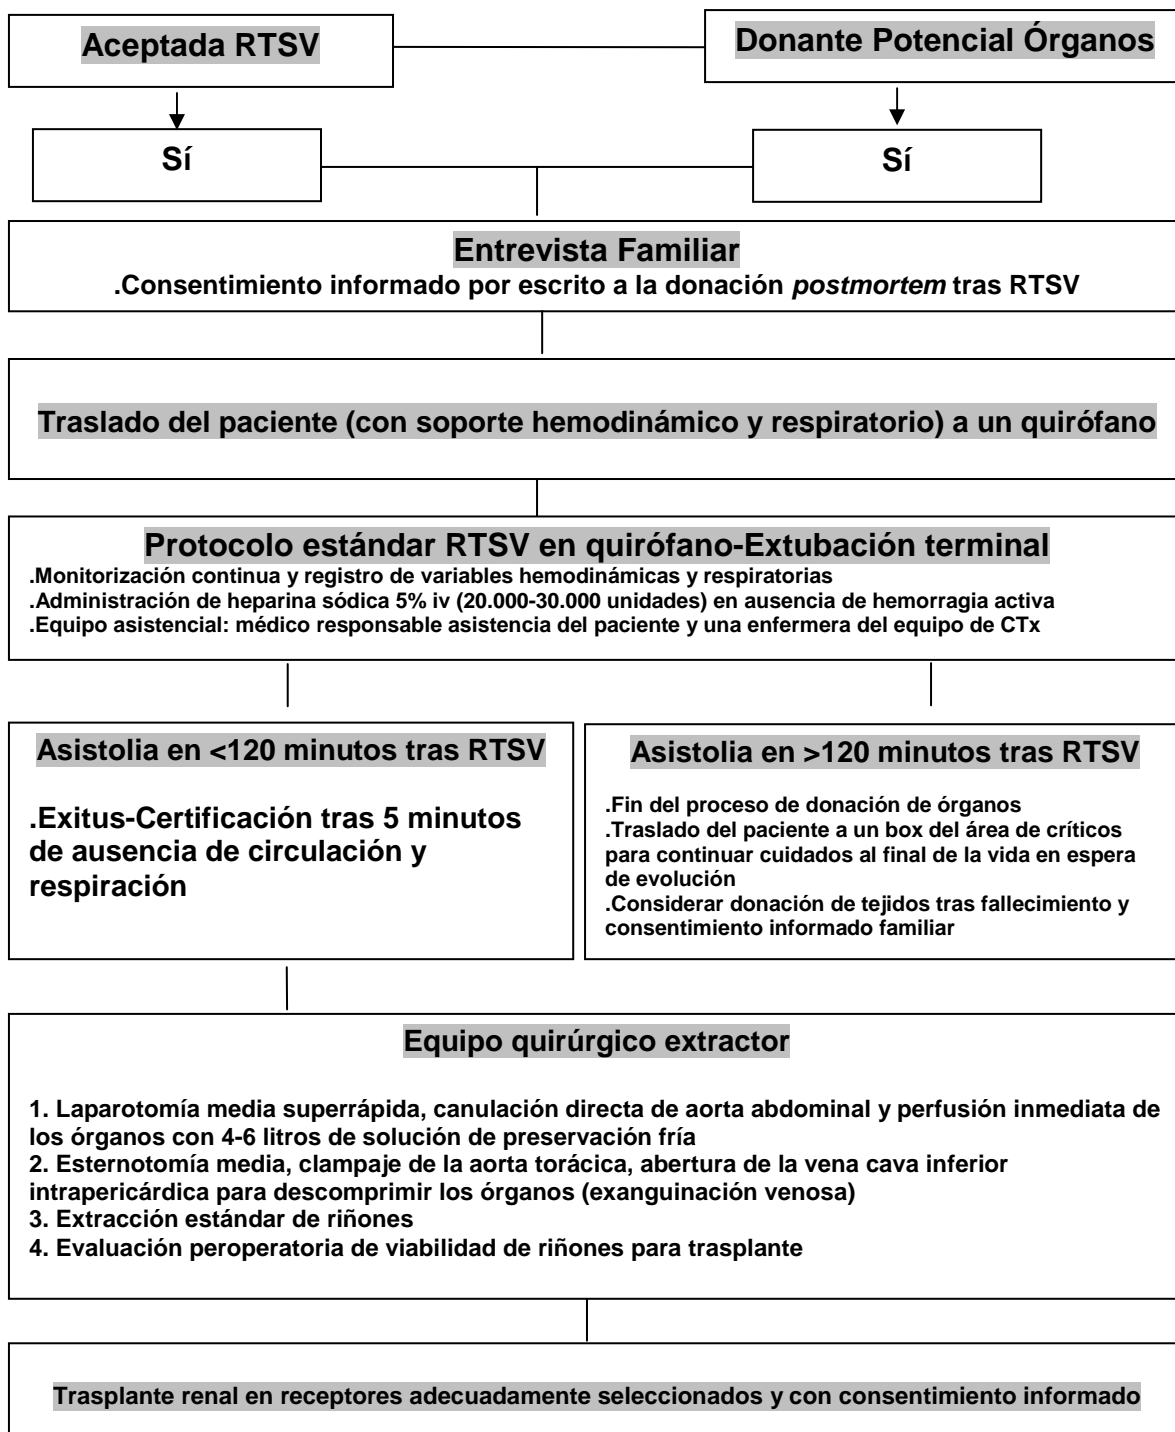 Aceptada RTSV
Donante Potencial Órganos
Sí
Sí
Entrevista Familiar
.Consentimiento informado por escrito a la donación postmortem tras RTSV
Traslado del paciente (con soporte hemodinámico y respiratorio) a un quirófano
Protocolo estándar RTSV en quirófano-Extubación terminal
.Monitorización continua y registro de variables hemodinámicas y respiratorias
.Administración de heparina sódica 5% iv (20.000-30.000 unidades) en ausencia de hemorragia activa
.Equipo asistencial: médico responsable asistencia del paciente y una enfermera del equipo de CTx
Asistolia en <120 minutos tras RTSV
.Exitus-Certificación tras 5 minutos
de ausencia de circulación y
respiración
Asistolia en >120 minutos tras RTSV
.Fin del proceso de donación de órganos
.Traslado del paciente a un box del área de críticos
para continuar cuidados al final de la vida en espera
de evolución
.Considerar donación de tejidos tras fallecimiento y
consentimiento informado familiar
Equipo quirúrgico extractor
1. Laparotomía media superrápida, canulación directa de aorta abdominal y perfusión inmediata de
los órganos con 4-6 litros de solución de preservación fría
2. Esternotomía media, clampaje de la aorta torácica, abertura de la vena cava inferior
intrapericárdica para descomprimir los órganos (exanguinación venosa)
3. Extracción estándar de riñones
4. Evaluación peroperatoria de viabilidad de riñones para trasplante
Trasplante renal en receptores adecuadamente seleccionados y con consentimiento informado